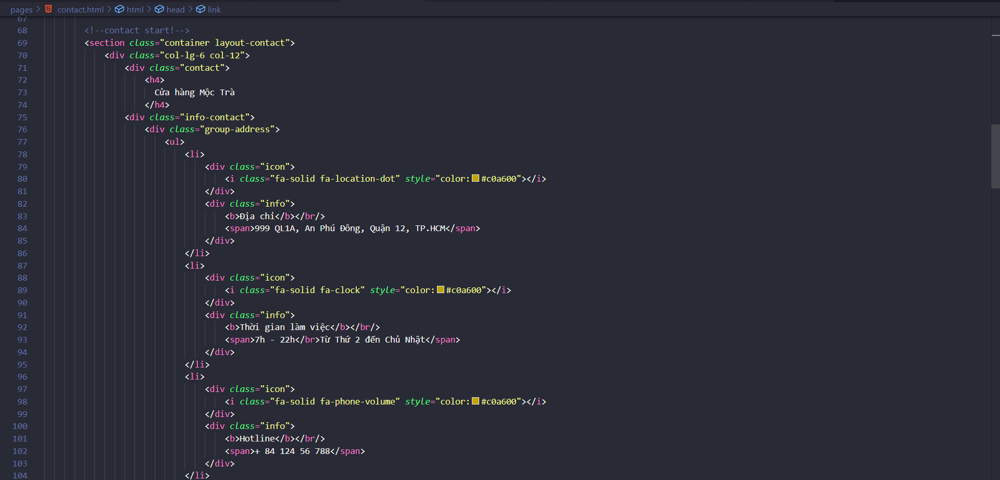 pages > contact.html > html > head > link
67
68 <!--contact start!-->
69 <section class="container layout-contact">
70 <div class="col-lg-6 col-12">
71 <div class="contact">
72 <h4>
73 Cửa hàng Mộc Trà
74 </h4>
75 <div class="info-contact">
76 <div class="group-address">
77 <ul>
78 <li>
79 <div class="icon">
80 <i class="fa-solid fa-location-dot" style="color:#c0a600"></i>
81 </div>
82 <div class="info">
83 <b>Địa chỉ</b></br/>
84 <span>999 QL1A, An Phú Đông, Quận 12, TP.HCM</span>
85 </div>
86 </li>
87 <li>
88 <div class="icon">
89 <i class="fa-solid fa-clock" style="color:#c0a600"></i>
90 </div>
91 <div class="info">
92 <b>Thời gian làm việc</b></br/>
93 <span>7h - 22h</br>Từ Thứ 2 đến Chủ Nhật</span>
94 </div>
95 </li>
96 <li>
97 <div class="icon">
98 <i class="fa-solid fa-phone-volume" style="color:#c0a600"></i>
99 </div>
100 <div class="info">
101 <b>Hotline</b></br/>
102 <span>+ 84 124 56 788</span>
103 </div>
104 </li>